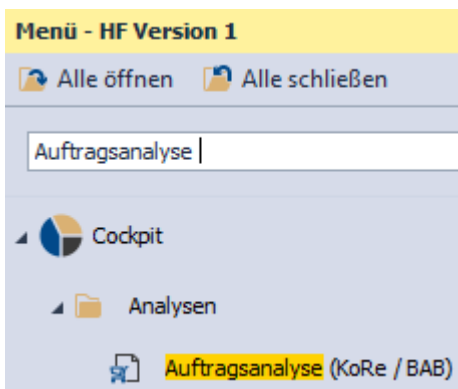 Menü - HF Version 1
Alle öffnen Alle schließen
Auftragsanalyse
Cockpit
Analysen
Auftragsanalyse (KoRe / BAB)